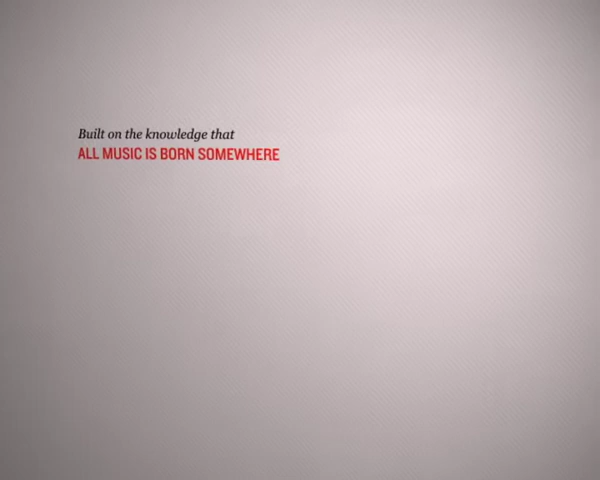 Built on the knowledge that
ALL MUSIC IS BORN SOMEWHERE